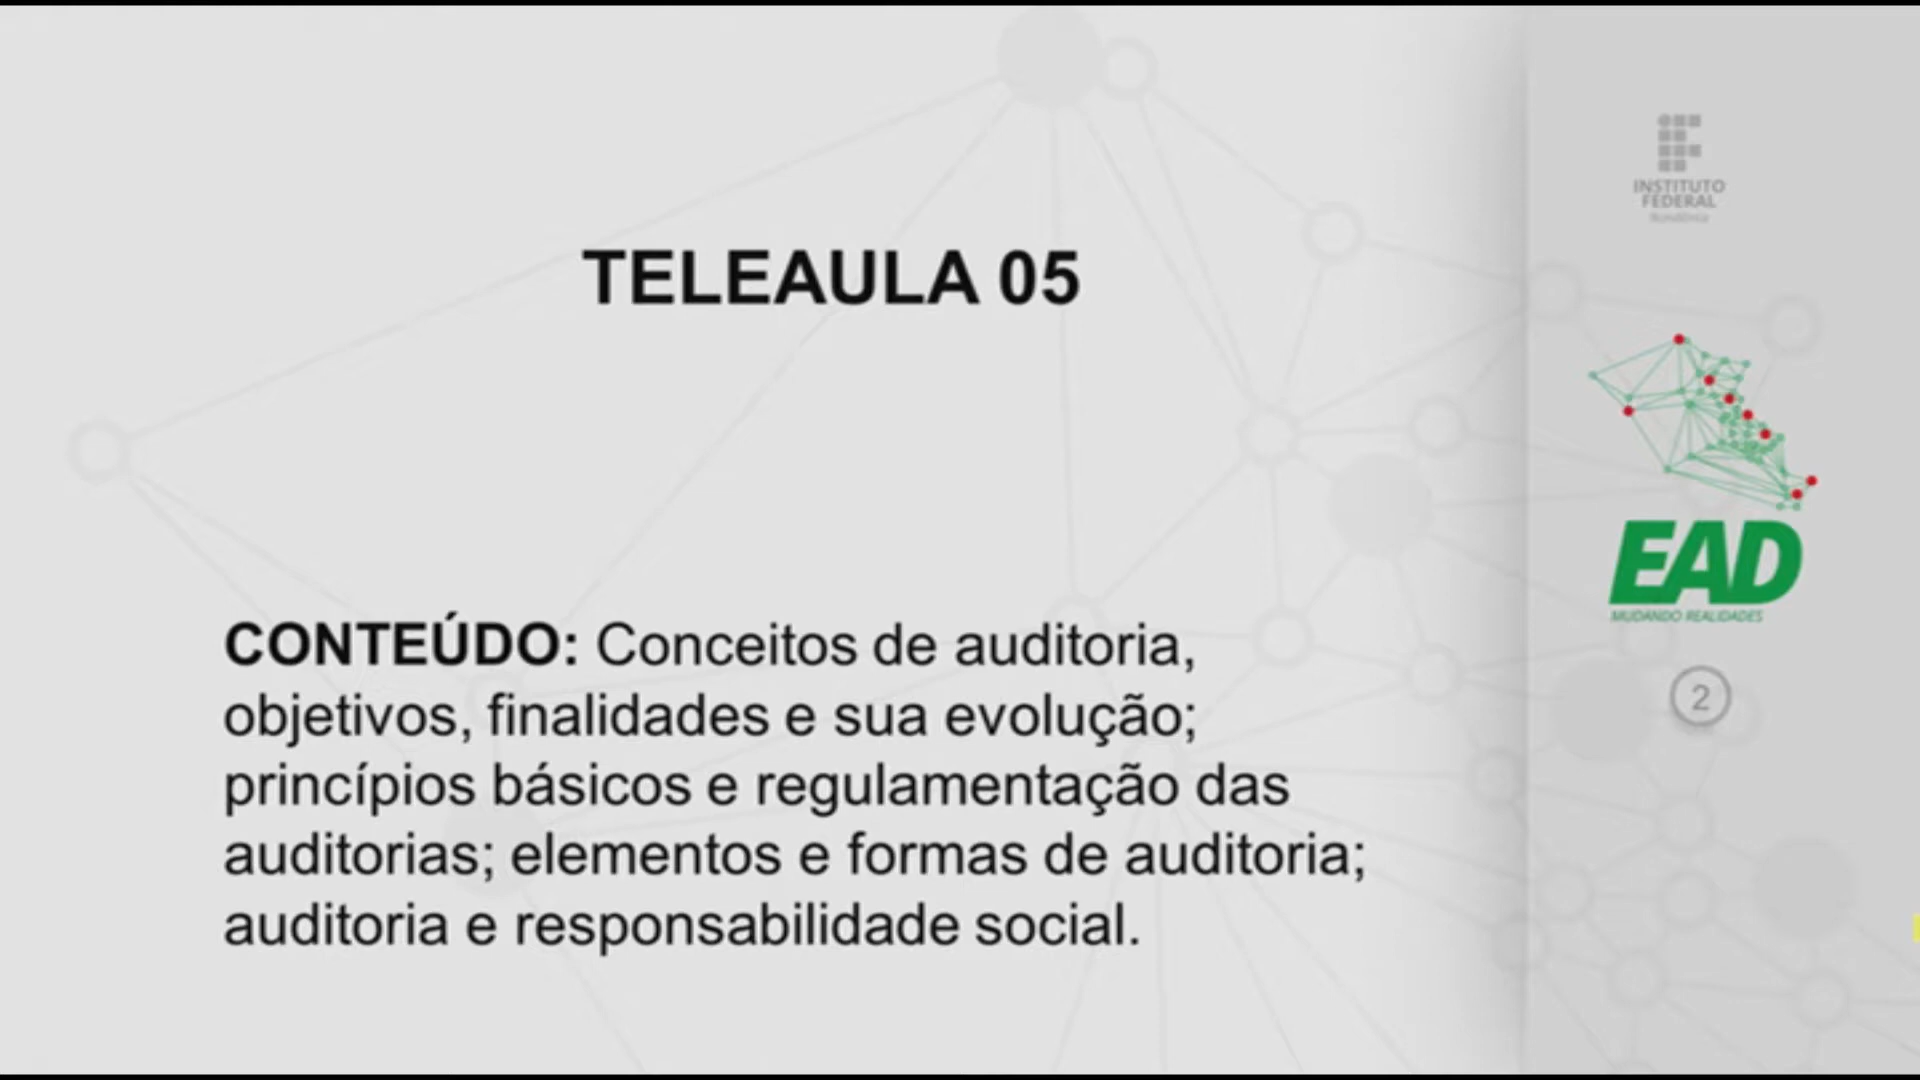 TELEAULA 05
CONTEÚDO: Conceitos de auditoria,
objetivos, finalidades e sua evolução;
princípios básicos e regulamentação das
auditorias; elementos e formas de auditoria;
auditoria e responsabilidade social.
INSTITUTO
FEDERAL
Rondônia
EAD
MUDANDO REALIDADES
2